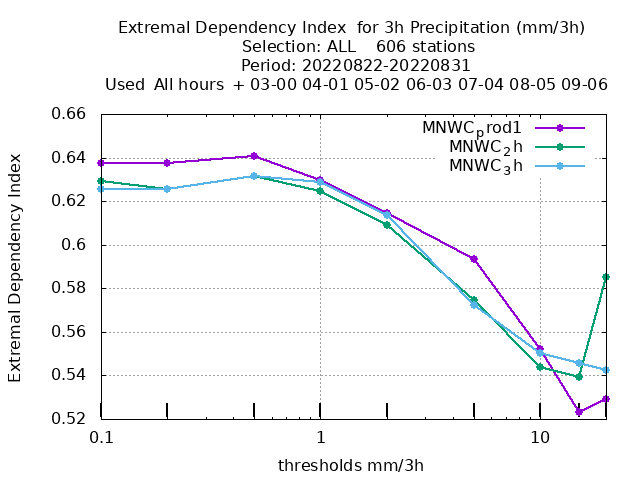 Extremal Dependency Index  for 3h Precipitation (mm/3h)
Selection: ALL    606 stations
Period: 20220822-20220831
Used  All hours  + 03-00 04-01 05-02 06-03 07-04 08-05 09-06
0.66
MNWCprod1
MNWC2h
MNWC3h
0.64
0.62
0.6
0.58
0.56
0.54
0.52
Extremal Dependency Index
0.1
1
10
thresholds mm/3h